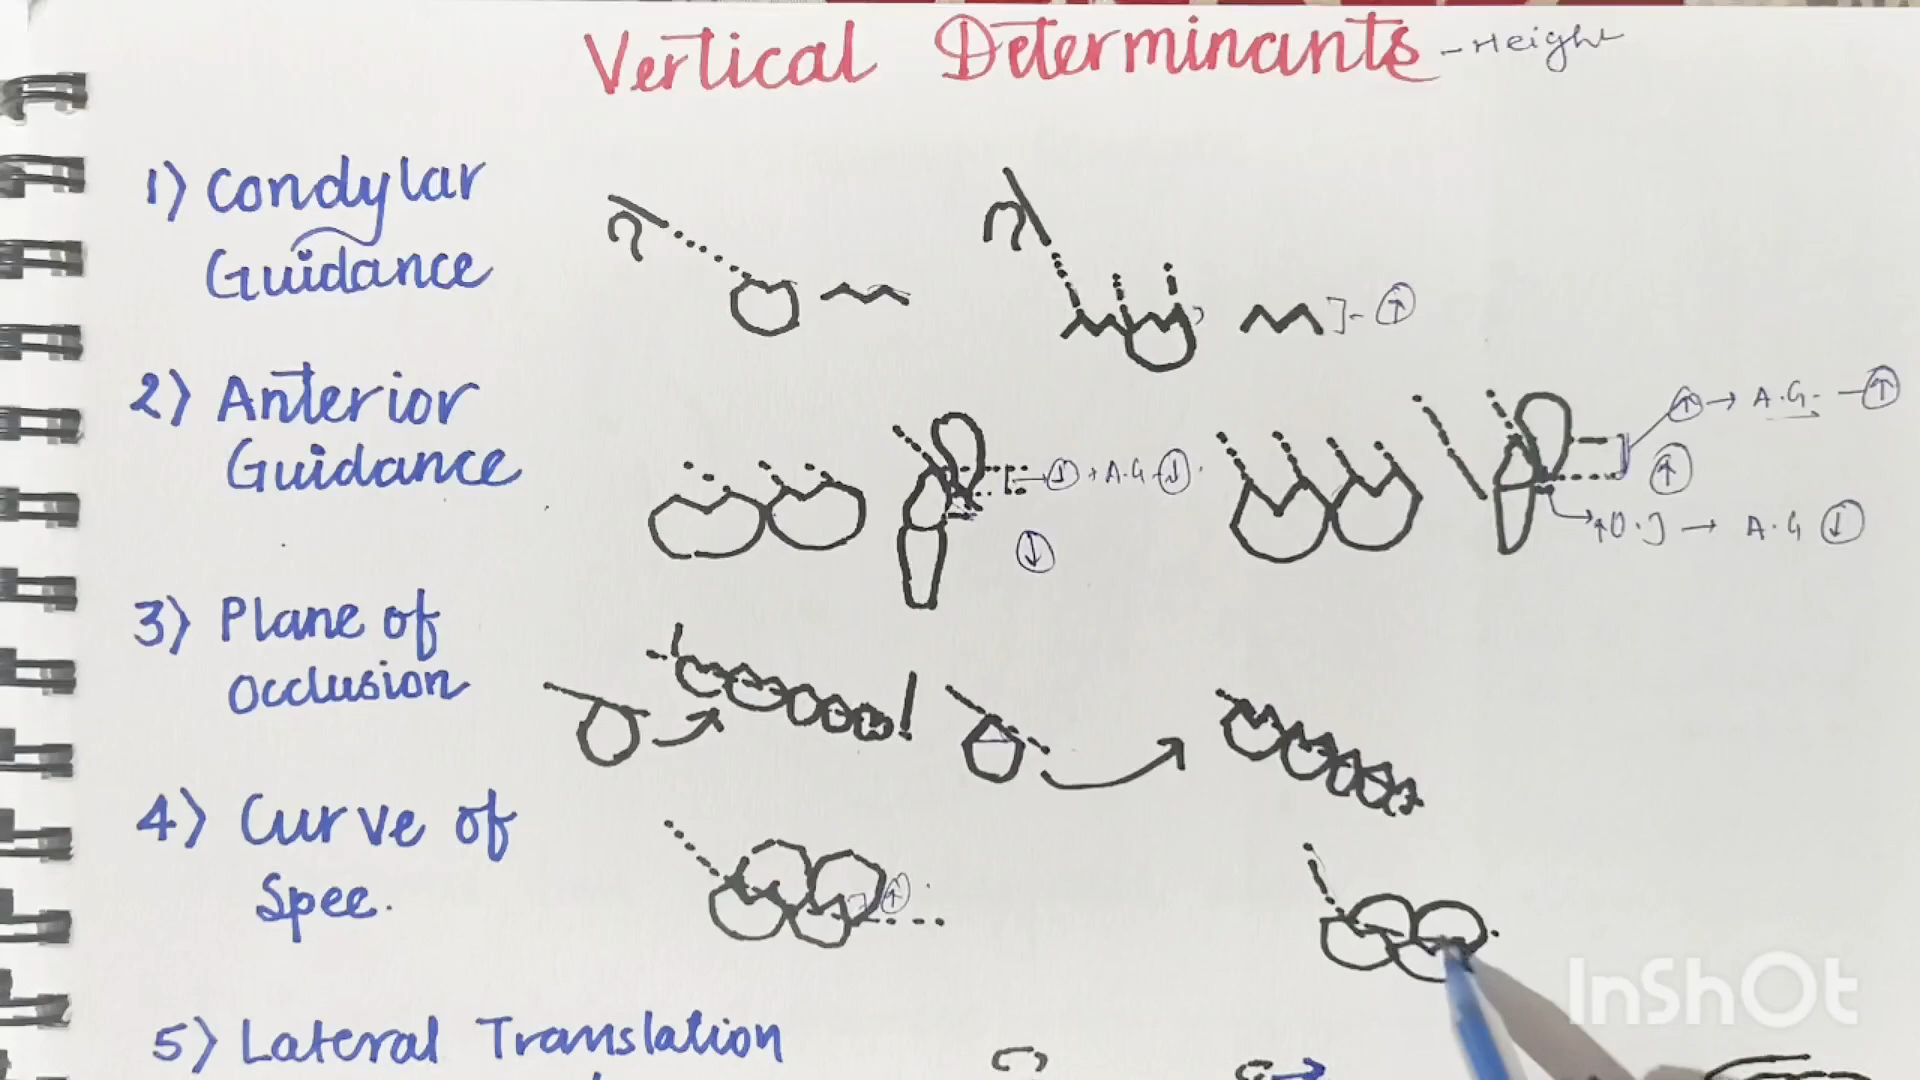 Vertical Determinants - Height
1) Condylar
Guidance
] - ↑
2) Anterior
Guidance
↑ → A.G. - ↑
→ ↓ → A.G - ↓
↑
↓
→ ↑O.J → A.G ↓
3) Plane of
Occlusion
4) Curve of
Spee.
↑
5) Lateral Translation
InShOt